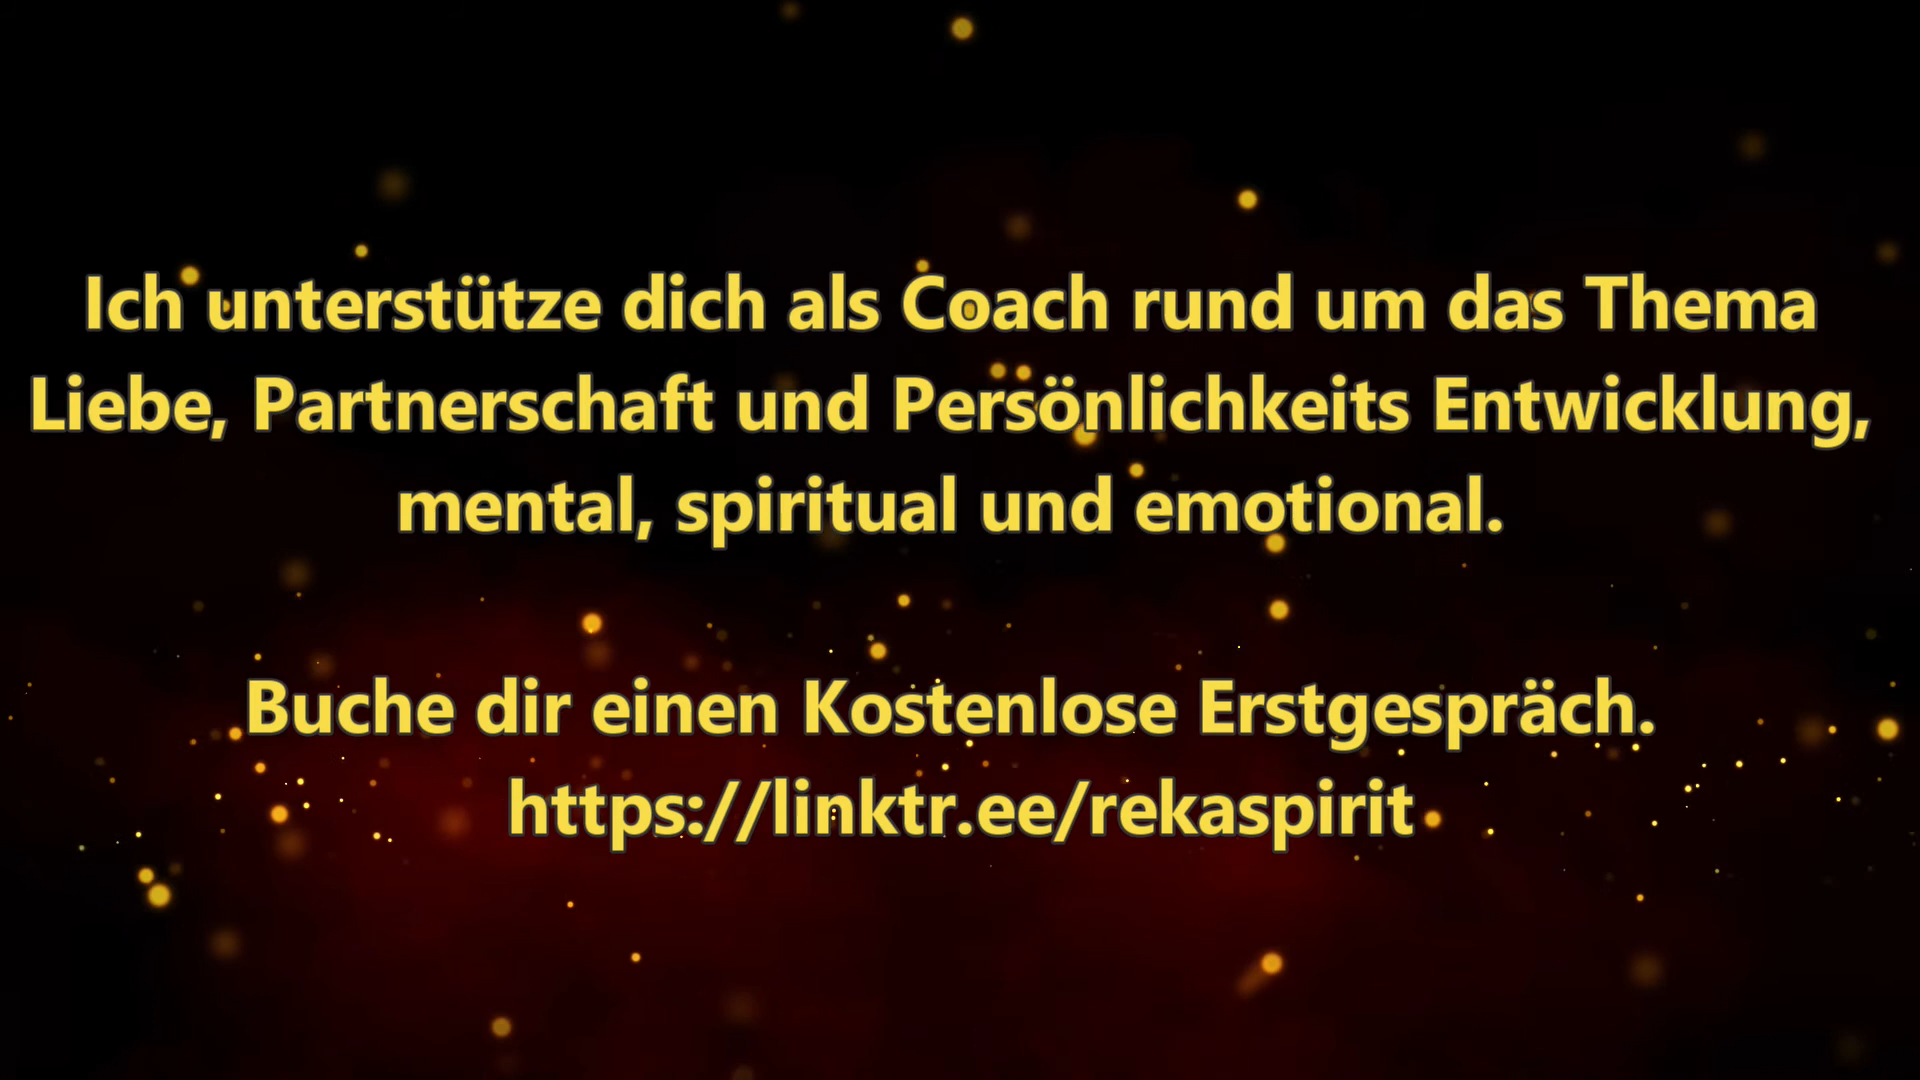 Ich unterstütze dich als Coach rund um das Thema
Liebe, Partnerschaft und Persönlichkeits Entwicklung,
mental, spiritual und emotional.
Buche dir einen Kostenlose Erstgespräch.
https://linktr.ee/rekaspirit